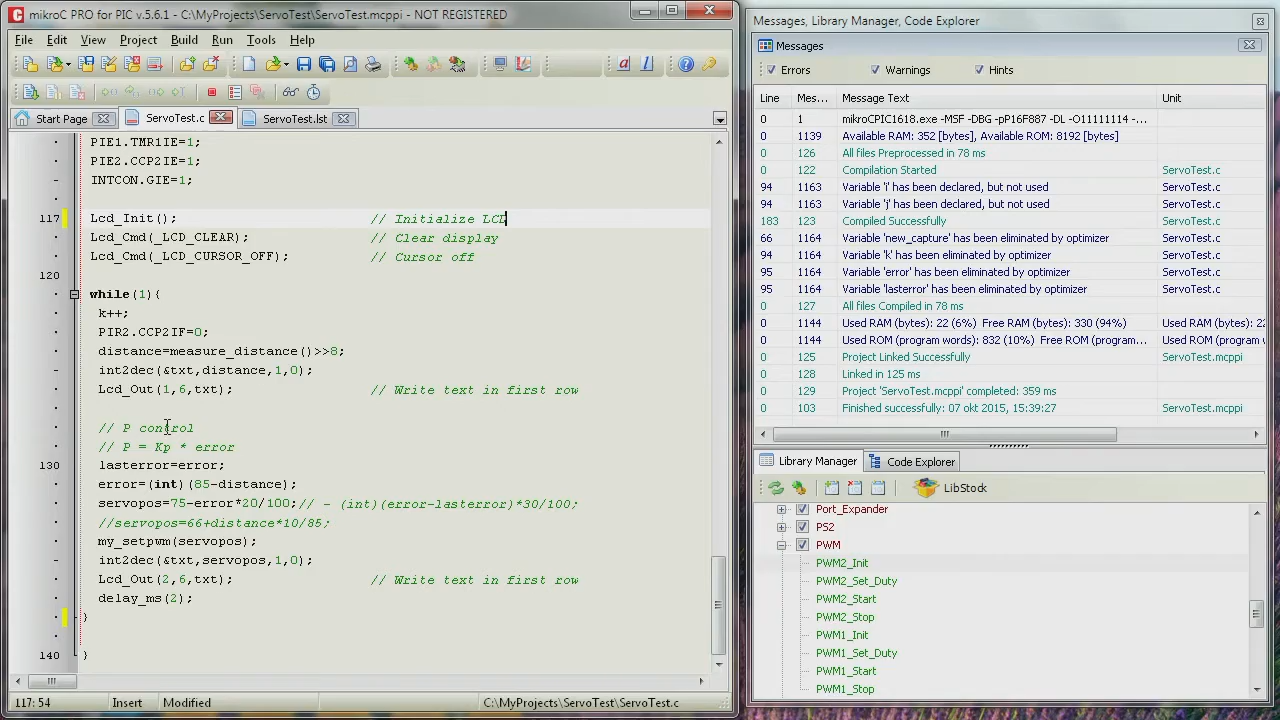 mikroC PRO for PIC v.5.6.1 - C:\MyProjects\ServoTest\ServoTest.mcppi - NOT REGISTERED
File Edit View Project Build Run Tools Help
Start Page ServoTest.c ServoTest.lst
PIE1.TMR1IE=1;
PIE2.CCP2IE=1;
INTCON.GIE=1;
117 Lcd_Init(); // Initialize LCD
Lcd_Cmd(_LCD_CLEAR); // Clear display
Lcd_Cmd(_LCD_CURSOR_OFF); // Cursor off
120
while(1){
k++;
PIR2.CCP2IF=0;
distance=measure_distance()>>8;
int2dec(&txt,distance,1,0);
Lcd_Out(1,6,txt); // Write text in first row
// P control
// P = Kp * error
130 lasterror=error;
error=(int)(85-distance);
servopos=75-error*20/100;// - (int)(error-lasterror)*30/100;
//servopos=66+distance*10/85;
my_setpwm(servopos);
int2dec(&txt,servopos,1,0);
Lcd_Out(2,6,txt); // Write text in first row
delay_ms(2);
}
140 }
117: 54 Insert Modified C:\MyProjects\ServoTest\ServoTest.c
Messages, Library Manager, Code Explorer
Messages
Errors Warnings Hints
Line Mes... Message Text Unit
0 1 mikroCPIC1618.exe -MSF -DBG -pP16F887 -DL -O11111114 -...
0 1139 Available RAM: 352 [bytes], Available ROM: 8192 [bytes]
0 126 All files Preprocessed in 78 ms
0 122 Compilation Started ServoTest.c
94 1163 Variable 'i' has been declared, but not used ServoTest.c
94 1163 Variable 'j' has been declared, but not used ServoTest.c
183 123 Compiled Successfully ServoTest.c
66 1164 Variable 'new_capture' has been eliminated by optimizer ServoTest.c
94 1164 Variable 'k' has been eliminated by optimizer ServoTest.c
95 1164 Variable 'error' has been eliminated by optimizer ServoTest.c
95 1164 Variable 'lasterror' has been eliminated by optimizer ServoTest.c
0 127 All files Compiled in 78 ms
0 1144 Used RAM (bytes): 22 (6%) Free RAM (bytes): 330 (94%) Used RAM (bytes): 22
0 1144 Used ROM (program words): 832 (10%) Free ROM (program... Used ROM (program w
0 125 Project Linked Successfully ServoTest.mcppi
0 128 Linked in 125 ms
0 129 Project 'ServoTest.mcppi' completed: 359 ms
0 103 Finished successfully: 07 okt 2015, 15:39:27 ServoTest.mcppi
Library Manager Code Explorer
LibStock
Port_Expander
PS2
PWM
PWM2_Init
PWM2_Set_Duty
PWM2_Start
PWM2_Stop
PWM1_Init
PWM1_Set_Duty
PWM1_Start
PWM1_Stop